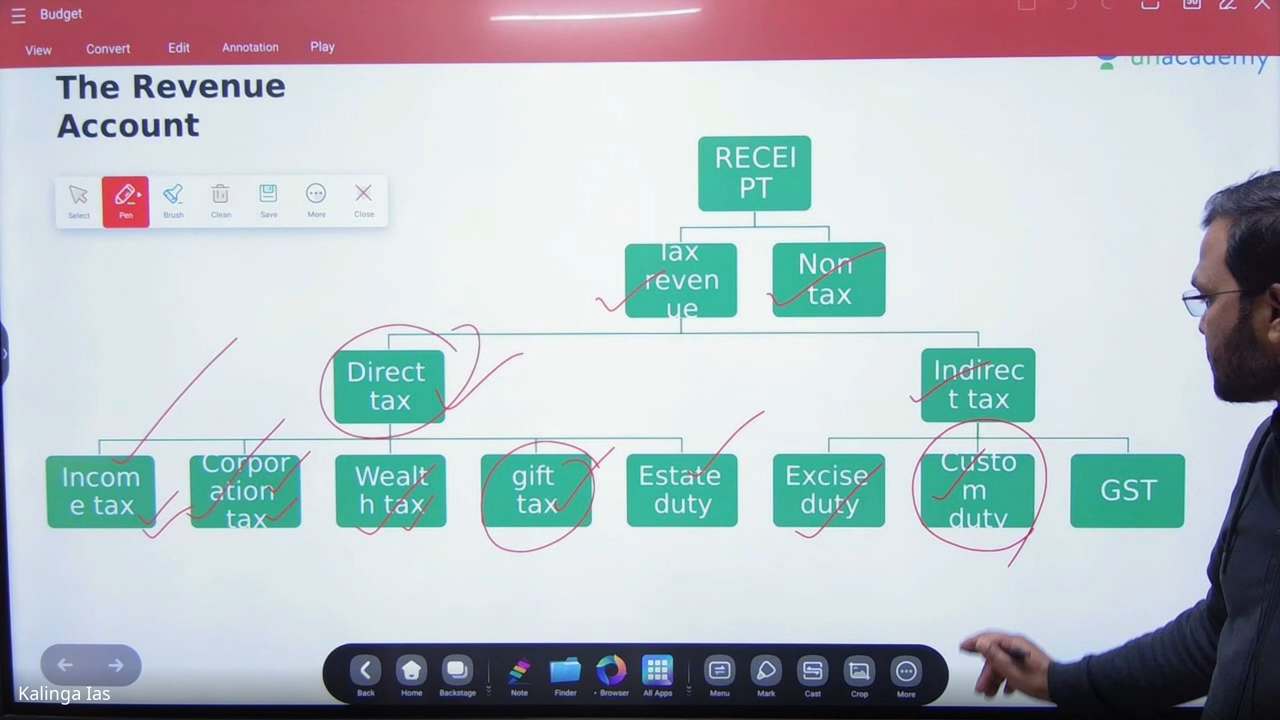 Budget
View Convert Edit Annotation Play
unacademy
The Revenue
Account
Select Pen Brush Clean Save More Close
RECEI
PT
Tax
reven
ue
Non
tax
Direct
tax
Indirec
t tax
Incom
e tax
Corpor
ation
tax
Wealt
h tax
gift
tax
Estate
duty
Excise
duty
Custo
m
duty
GST
Back Home Backstage Note Finder Browser All Apps Menu Mark Cast Crop More
Kalinga Ias